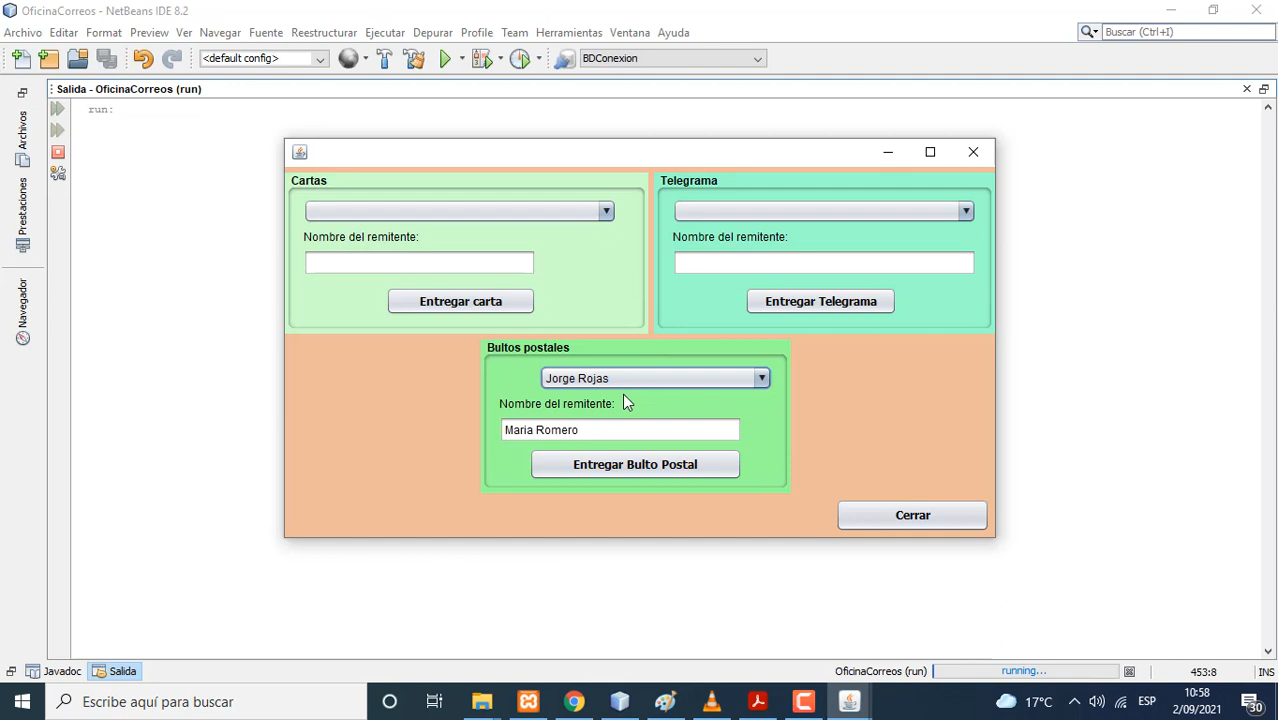 OficinaCorreos - NetBeans IDE 8.2
Archivo Editar Formato Preview Ver Navegar Fuente Reestructurar Ejecutar Depurar Profile Team Herramientas Ventana Ayuda
Buscar (Ctrl+I)
<default config>
BDConexion
Salida - OficinaCorreos (run)
run:
Archivos
Prestaciones
Navegador
Cartas
Nombre del remitente:
Entregar carta
Telegrama
Nombre del remitente:
Entregar Telegrama
Bultos postales
Jorge Rojas
Nombre del remitente:
Maria Romero
Entregar Bulto Postal
Cerrar
Javadoc
Salida
OficinaCorreos (run)
running...
453:8
INS
Escribe aquí para buscar
17°C
ESP
10:58
2/09/2021
30